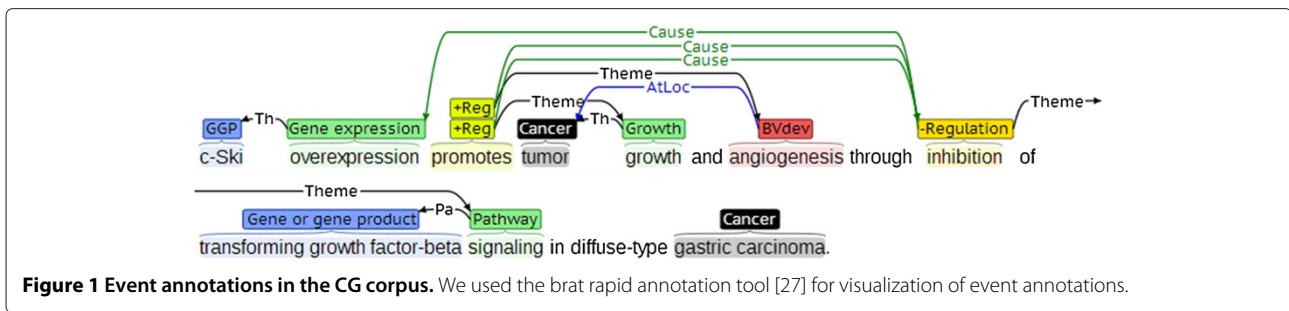 Cause
Cause
Cause
Theme
AtLoc
+Reg Theme Theme
GGP Th Gene expression +Reg Cancer Th Growth BVdev -Regulation
c-Ski overexpression promotes tumor growth and angiogenesis through inhibition of
Theme
Gene or gene product Pa Pathway Cancer
transforming growth factor-beta signaling in diffuse-type gastric carcinoma.
Figure 1 Event annotations in the CG corpus. We used the brat rapid annotation tool [27] for visualization of event annotations.